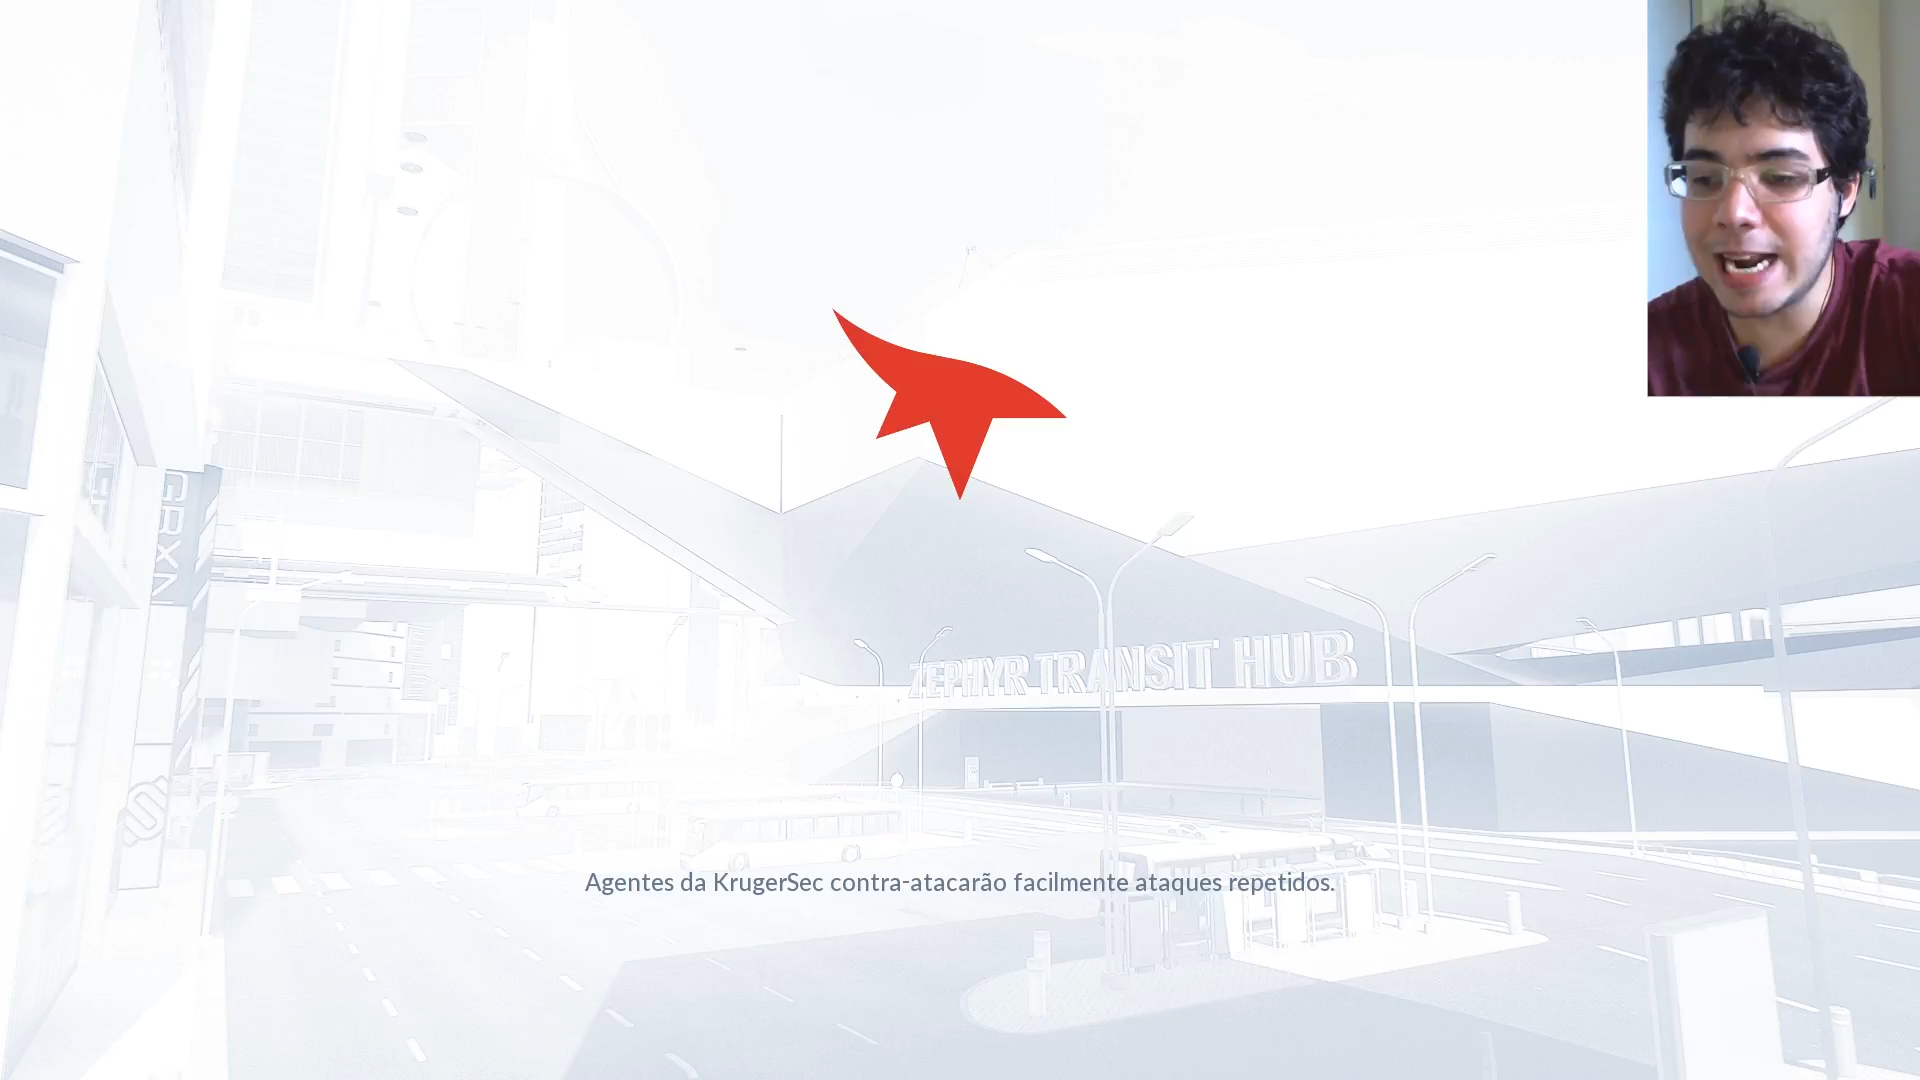 ZEPHYR TRANSIT HUB
Agentes da KrugerSec contra-atacarão facilmente ataques repetidos.